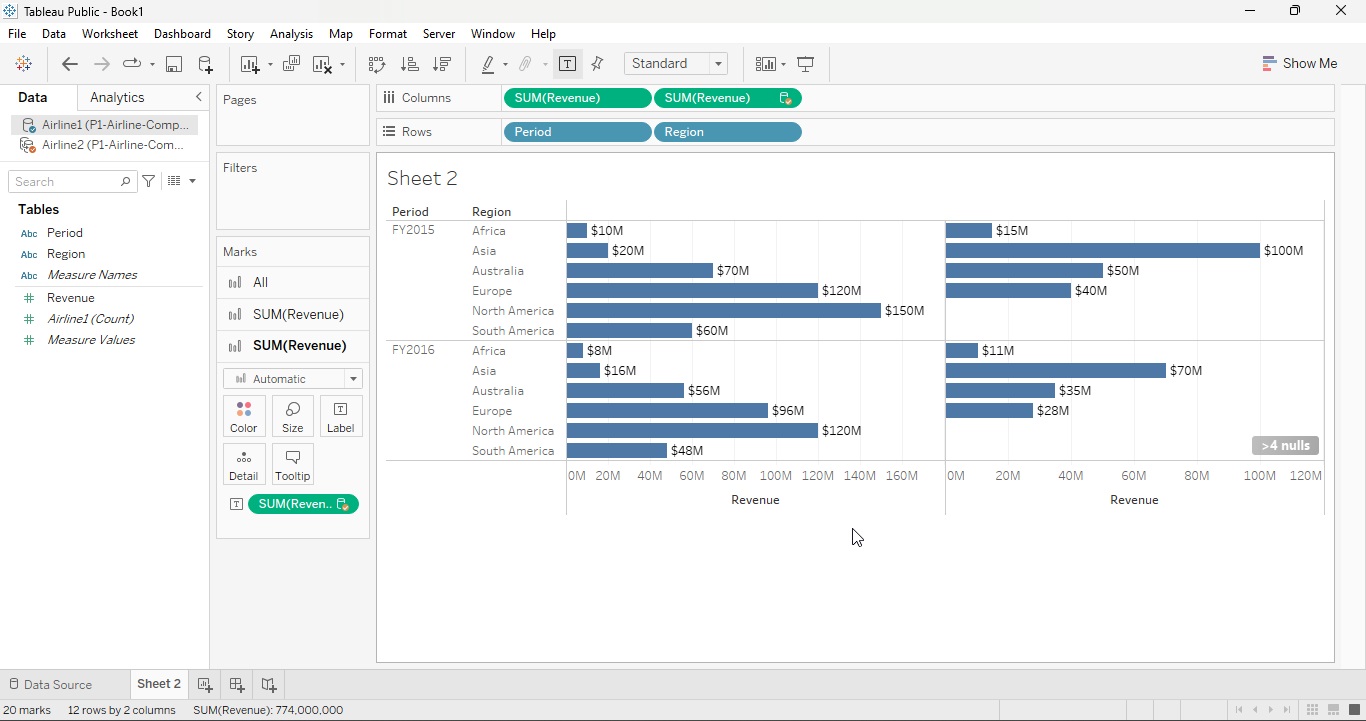 Tableau Public - Book1
File Data Worksheet Dashboard Story Analysis Map Format Server Window Help
Standard
Show Me
Data Analytics
Airline1 (P1-Airline-Comp...
Airline2 (P1-Airline-Com...
Search
Tables
Abc Period
Abc Region
Abc Measure Names
# Revenue
# Airline1 (Count)
# Measure Values
Pages
Filters
Marks
All
SUM(Revenue)
SUM(Revenue)
Automatic
Color Size Label
Detail Tooltip
SUM(Reven..
Columns SUM(Revenue) SUM(Revenue)
Rows Period Region
Sheet 2
Period Region
FY2015 Africa $10M $15M
Asia $20M $100M
Australia $70M $50M
Europe $120M $40M
North America $150M
South America $60M
FY2016 Africa $8M $11M
Asia $16M $70M
Australia $56M $35M
Europe $96M $28M
North America $120M
South America $48M
>4 nulls
0M 20M 40M 60M 80M 100M 120M 140M 160M 0M 20M 40M 60M 80M 100M 120M
Revenue Revenue
Data Source Sheet 2
20 marks 12 rows by 2 columns SUM(Revenue): 774,000,000